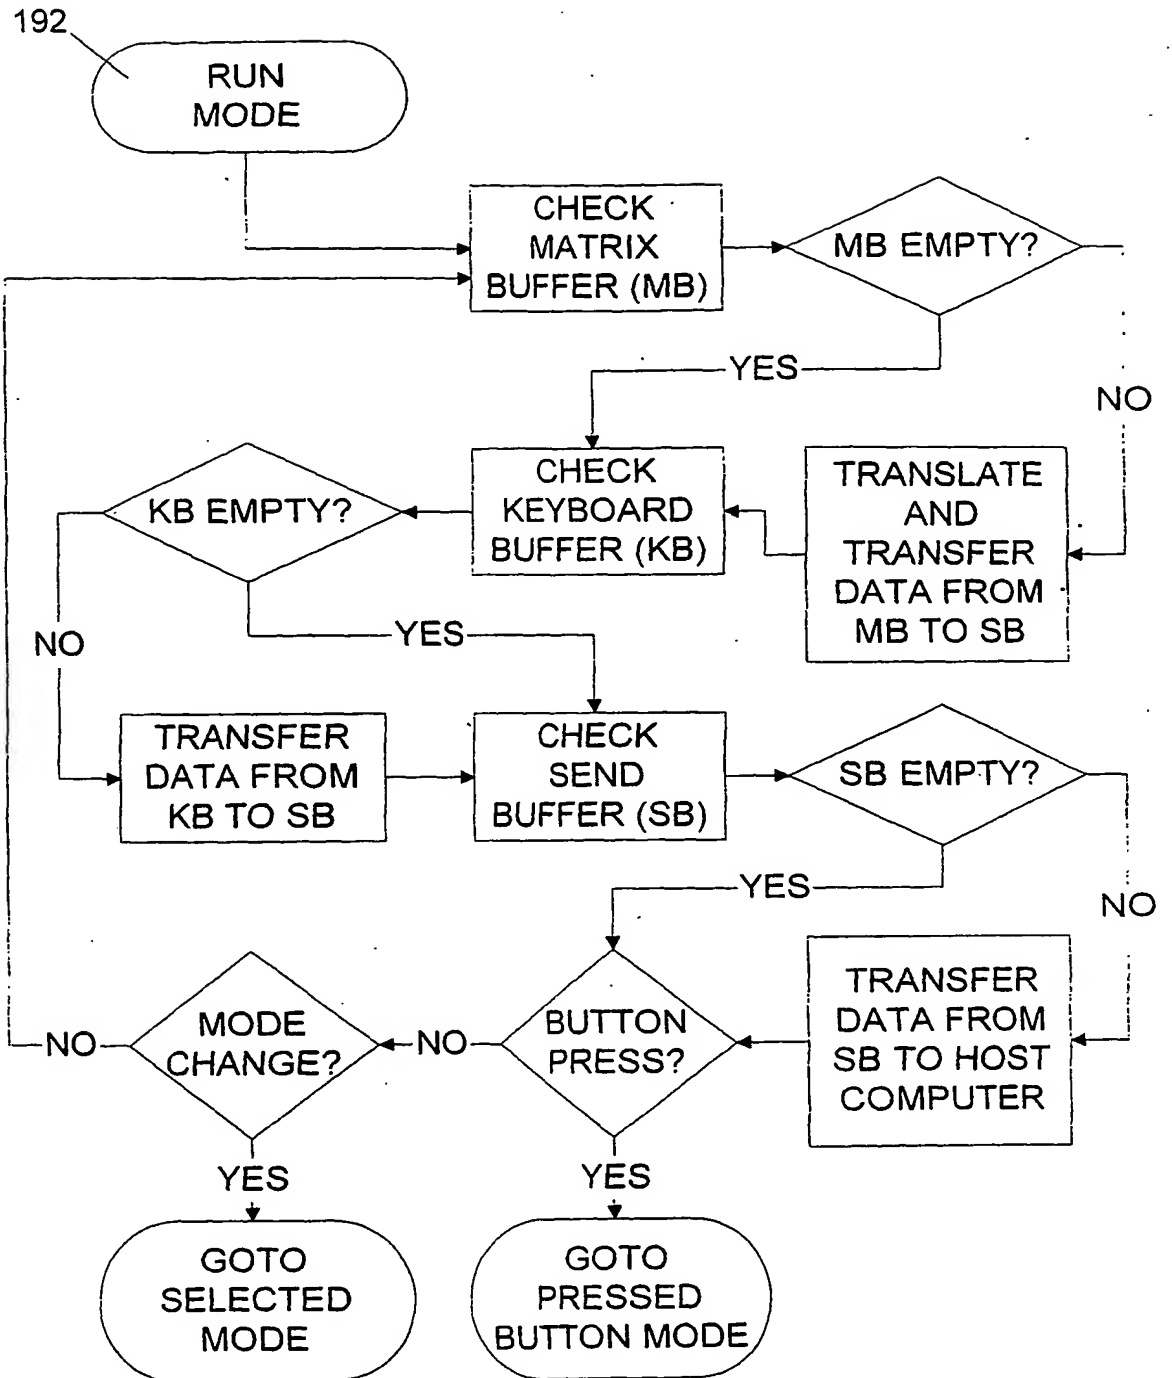 192
RUN
MODE
CHECK
MATRIX
BUFFER (MB)
MB EMPTY?
YES
NO
KB EMPTY?
CHECK
KEYBOARD
BUFFER (KB)
TRANSLATE
AND
TRANSFER
DATA FROM
MB TO SB
NO
YES
TRANSFER
DATA FROM
KB TO SB
CHECK
SEND
BUFFER (SB)
SB EMPTY?
YES
NO
NO
MODE
CHANGE?
NO
BUTTON
PRESS?
TRANSFER
DATA FROM
SB TO HOST
COMPUTER
YES
YES
GOTO
SELECTED
MODE
GOTO
PRESSED
BUTTON MODE